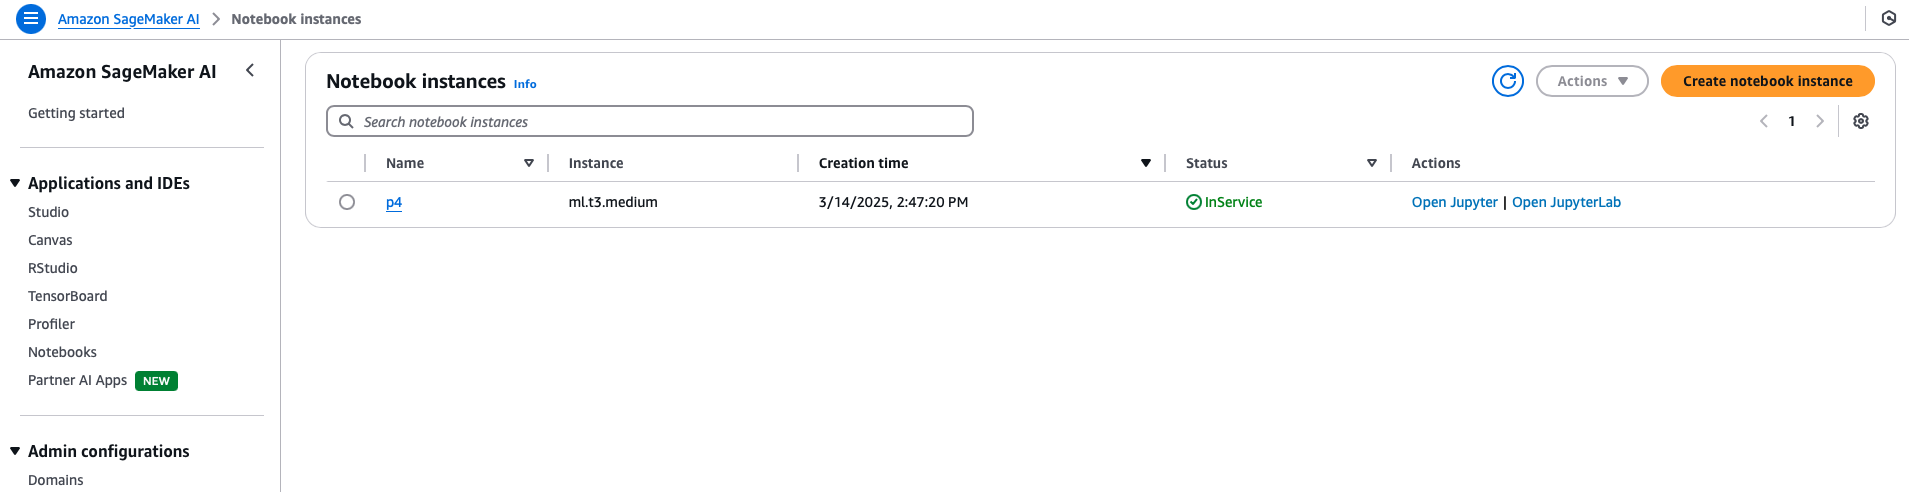 Amazon SageMaker AI > Notebook instances
Amazon SageMaker AI
Getting started
Applications and IDEs
Studio
Canvas
RStudio
TensorBoard
Profiler
Notebooks
Partner AI Apps NEW
Admin configurations
Domains
Notebook instances Info
Actions
Create notebook instance
Search notebook instances
1
Name Instance Creation time Status Actions
p4 ml.t3.medium 3/14/2025, 2:47:20 PM InService Open Jupyter | Open JupyterLab